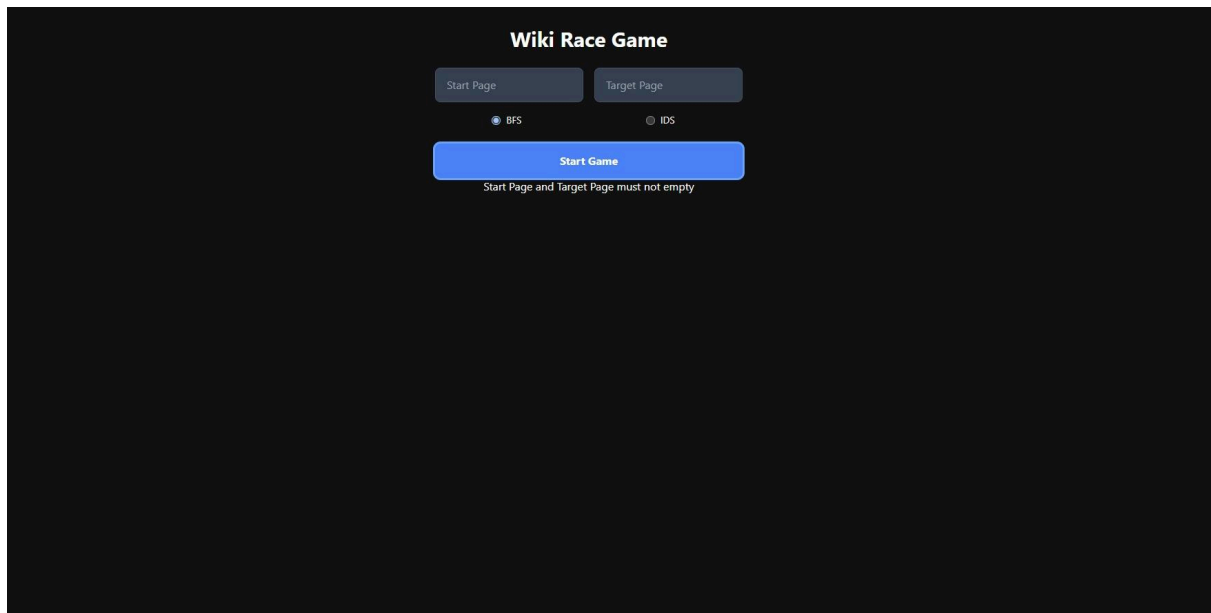 Wiki Race Game
Start Page Target Page
BFS IDS
Start Game
Start Page and Target Page must not empty